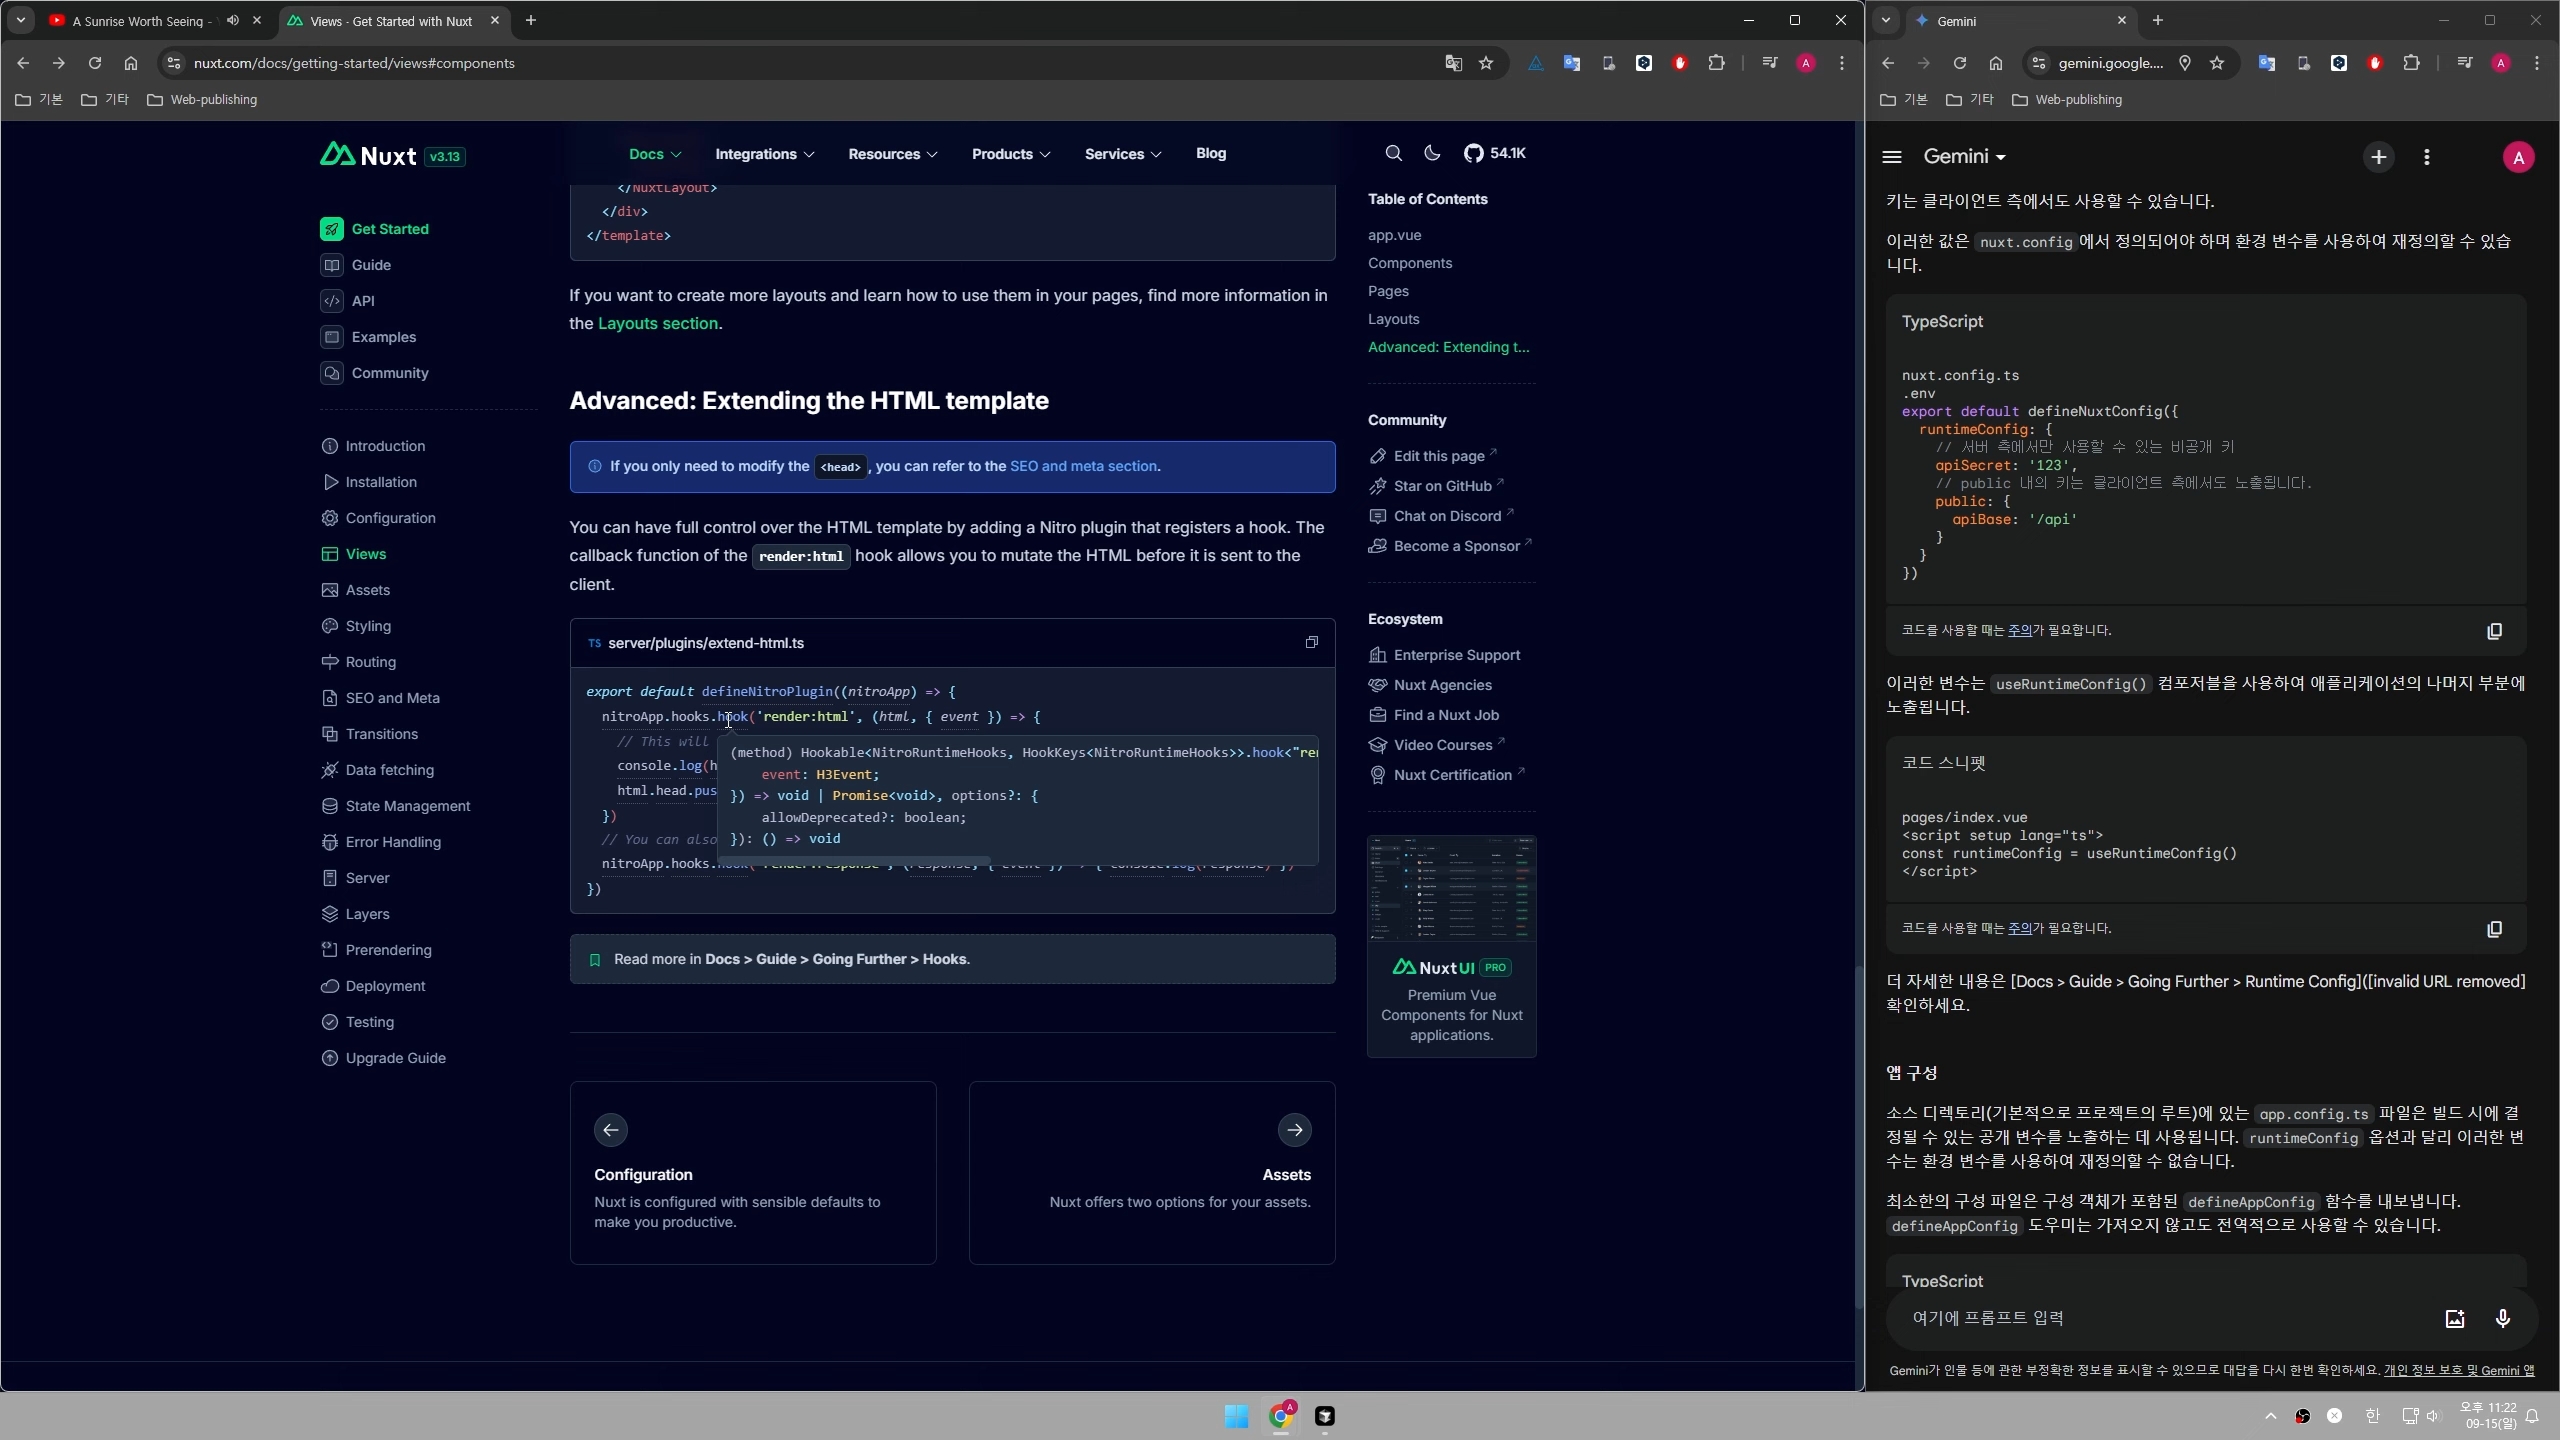 A Sunrise Worth Seeing -
Views · Get Started with Nuxt
nuxt.com/docs/getting-started/views#components
기본
기타
Web-publishing
Nuxt v3.13
Docs
Integrations
Resources
Products
Services
Blog
54.1K
Get Started
Guide
API
Examples
Community
Introduction
Installation
Configuration
Views
Assets
Styling
Routing
SEO and Meta
Transitions
Data fetching
State Management
Error Handling
Server
Layers
Prerendering
Deployment
Testing
Upgrade Guide
</NuxtLayout>
</div>
</template>
If you want to create more layouts and learn how to use them in your pages, find more information in
the Layouts section.
Advanced: Extending the HTML template
If you only need to modify the <head>, you can refer to the SEO and meta section.
You can have full control over the HTML template by adding a Nitro plugin that registers a hook. The
callback function of the render:html hook allows you to mutate the HTML before it is sent to the
client.
TS server/plugins/extend-html.ts
export default defineNitroPlugin((nitroApp) => {
nitroApp.hooks.hook('render:html', (html, { event }) => {
// This will
console.log(h
html.head.pus
})
// You can also
nitroApp.hooks.hook('render:response', (response, { event }) => { console.log(response) })
})
(method) Hookable<NitroRuntimeHooks, HookKeys<NitroRuntimeHooks>>.hook<"re
event: H3Event;
}) => void | Promise<void>, options?: {
allowDeprecated?: boolean;
}): () => void
Read more in Docs > Guide > Going Further > Hooks.
Configuration
Nuxt is configured with sensible defaults to
make you productive.
Assets
Nuxt offers two options for your assets.
Table of Contents
app.vue
Components
Pages
Layouts
Advanced: Extending t...
Community
Edit this page
Star on GitHub
Chat on Discord
Become a Sponsor
Ecosystem
Enterprise Support
Nuxt Agencies
Find a Nuxt Job
Video Courses
Nuxt Certification
NuxtUI PRO
Premium Vue
Components for Nuxt
applications.
Gemini
gemini.google....
기본
기타
Web-publishing
Gemini
A
키는 클라이언트 측에서도 사용할 수 있습니다.
이러한 값은 nuxt.config 에서 정의되어야 하며 환경 변수를 사용하여 재정의할 수 있습
니다.
TypeScript
nuxt.config.ts
.env
export default defineNuxtConfig({
runtimeConfig: {
// 서버 측에서만 사용할 수 있는 비공개 키
apiSecret: '123',
// public 내의 키는 클라이언트 측에서도 노출됩니다.
public: {
apiBase: '/api'
}
}
})
코드를 사용할 때는 주의가 필요합니다.
이러한 변수는 useRuntimeConfig() 컴포저블을 사용하여 애플리케이션의 나머지 부분에
노출됩니다.
코드 스니펫
pages/index.vue
<script setup lang="ts">
const runtimeConfig = useRuntimeConfig()
</script>
코드를 사용할 때는 주의가 필요합니다.
더 자세한 내용은 [Docs > Guide > Going Further > Runtime Config]([invalid URL removed]
확인하세요.
앱 구성
소스 디렉토리(기본적으로 프로젝트의 루트)에 있는 app.config.ts 파일은 빌드 시에 결
정될 수 있는 공개 변수를 노출하는 데 사용됩니다. runtimeConfig 옵션과 달리 이러한 변
수는 환경 변수를 사용하여 재정의할 수 없습니다.
최소한의 구성 파일은 구성 객체가 포함된 defineAppConfig 함수를 내보냅니다.
defineAppConfig 도우미는 가져오지 않고도 전역적으로 사용할 수 있습니다.
TypeScript
여기에 프롬프트 입력
Gemini가 인물 등에 관한 부정확한 정보를 표시할 수 있으므로 대답을 다시 한번 확인하세요. 개인 정보 보호 및 Gemini 앱
한
오후 11:22
09-15(일)